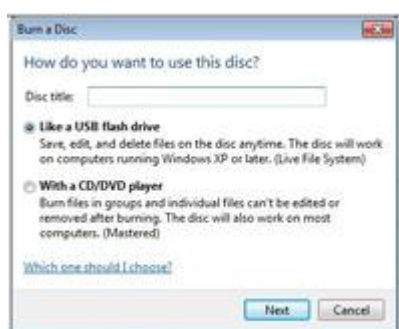 Burn a Disc
How do you want to use this disc?
Disc title:
Like a USB flash drive
Save, edit, and delete files on the disc anytime. The disc will work
on computers running Windows XP or later. (Live File System)
With a CD/DVD player
Burn files in groups and individual files can't be edited or
removed after burning. The disc will also work on most
computers. (Mastered)
Which one should I choose?
Next Cancel